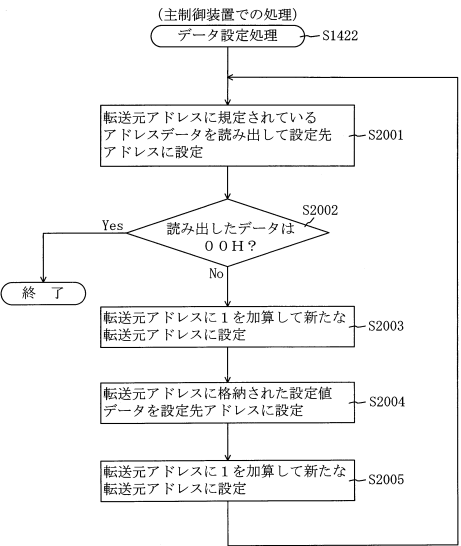 (主制御装置での処理)
データ設定処理
S1422
転送元アドレスに規定されている
アドレスデータを読み出して設定先
アドレスに設定
S2001
S2002
読み出したデータは
00H?
Yes
No
終 了
転送元アドレスに1を加算して新たな
転送元アドレスに設定
S2003
転送元アドレスに格納された設定値
データを設定先アドレスに設定
S2004
転送元アドレスに1を加算して新たな
転送元アドレスに設定
S2005